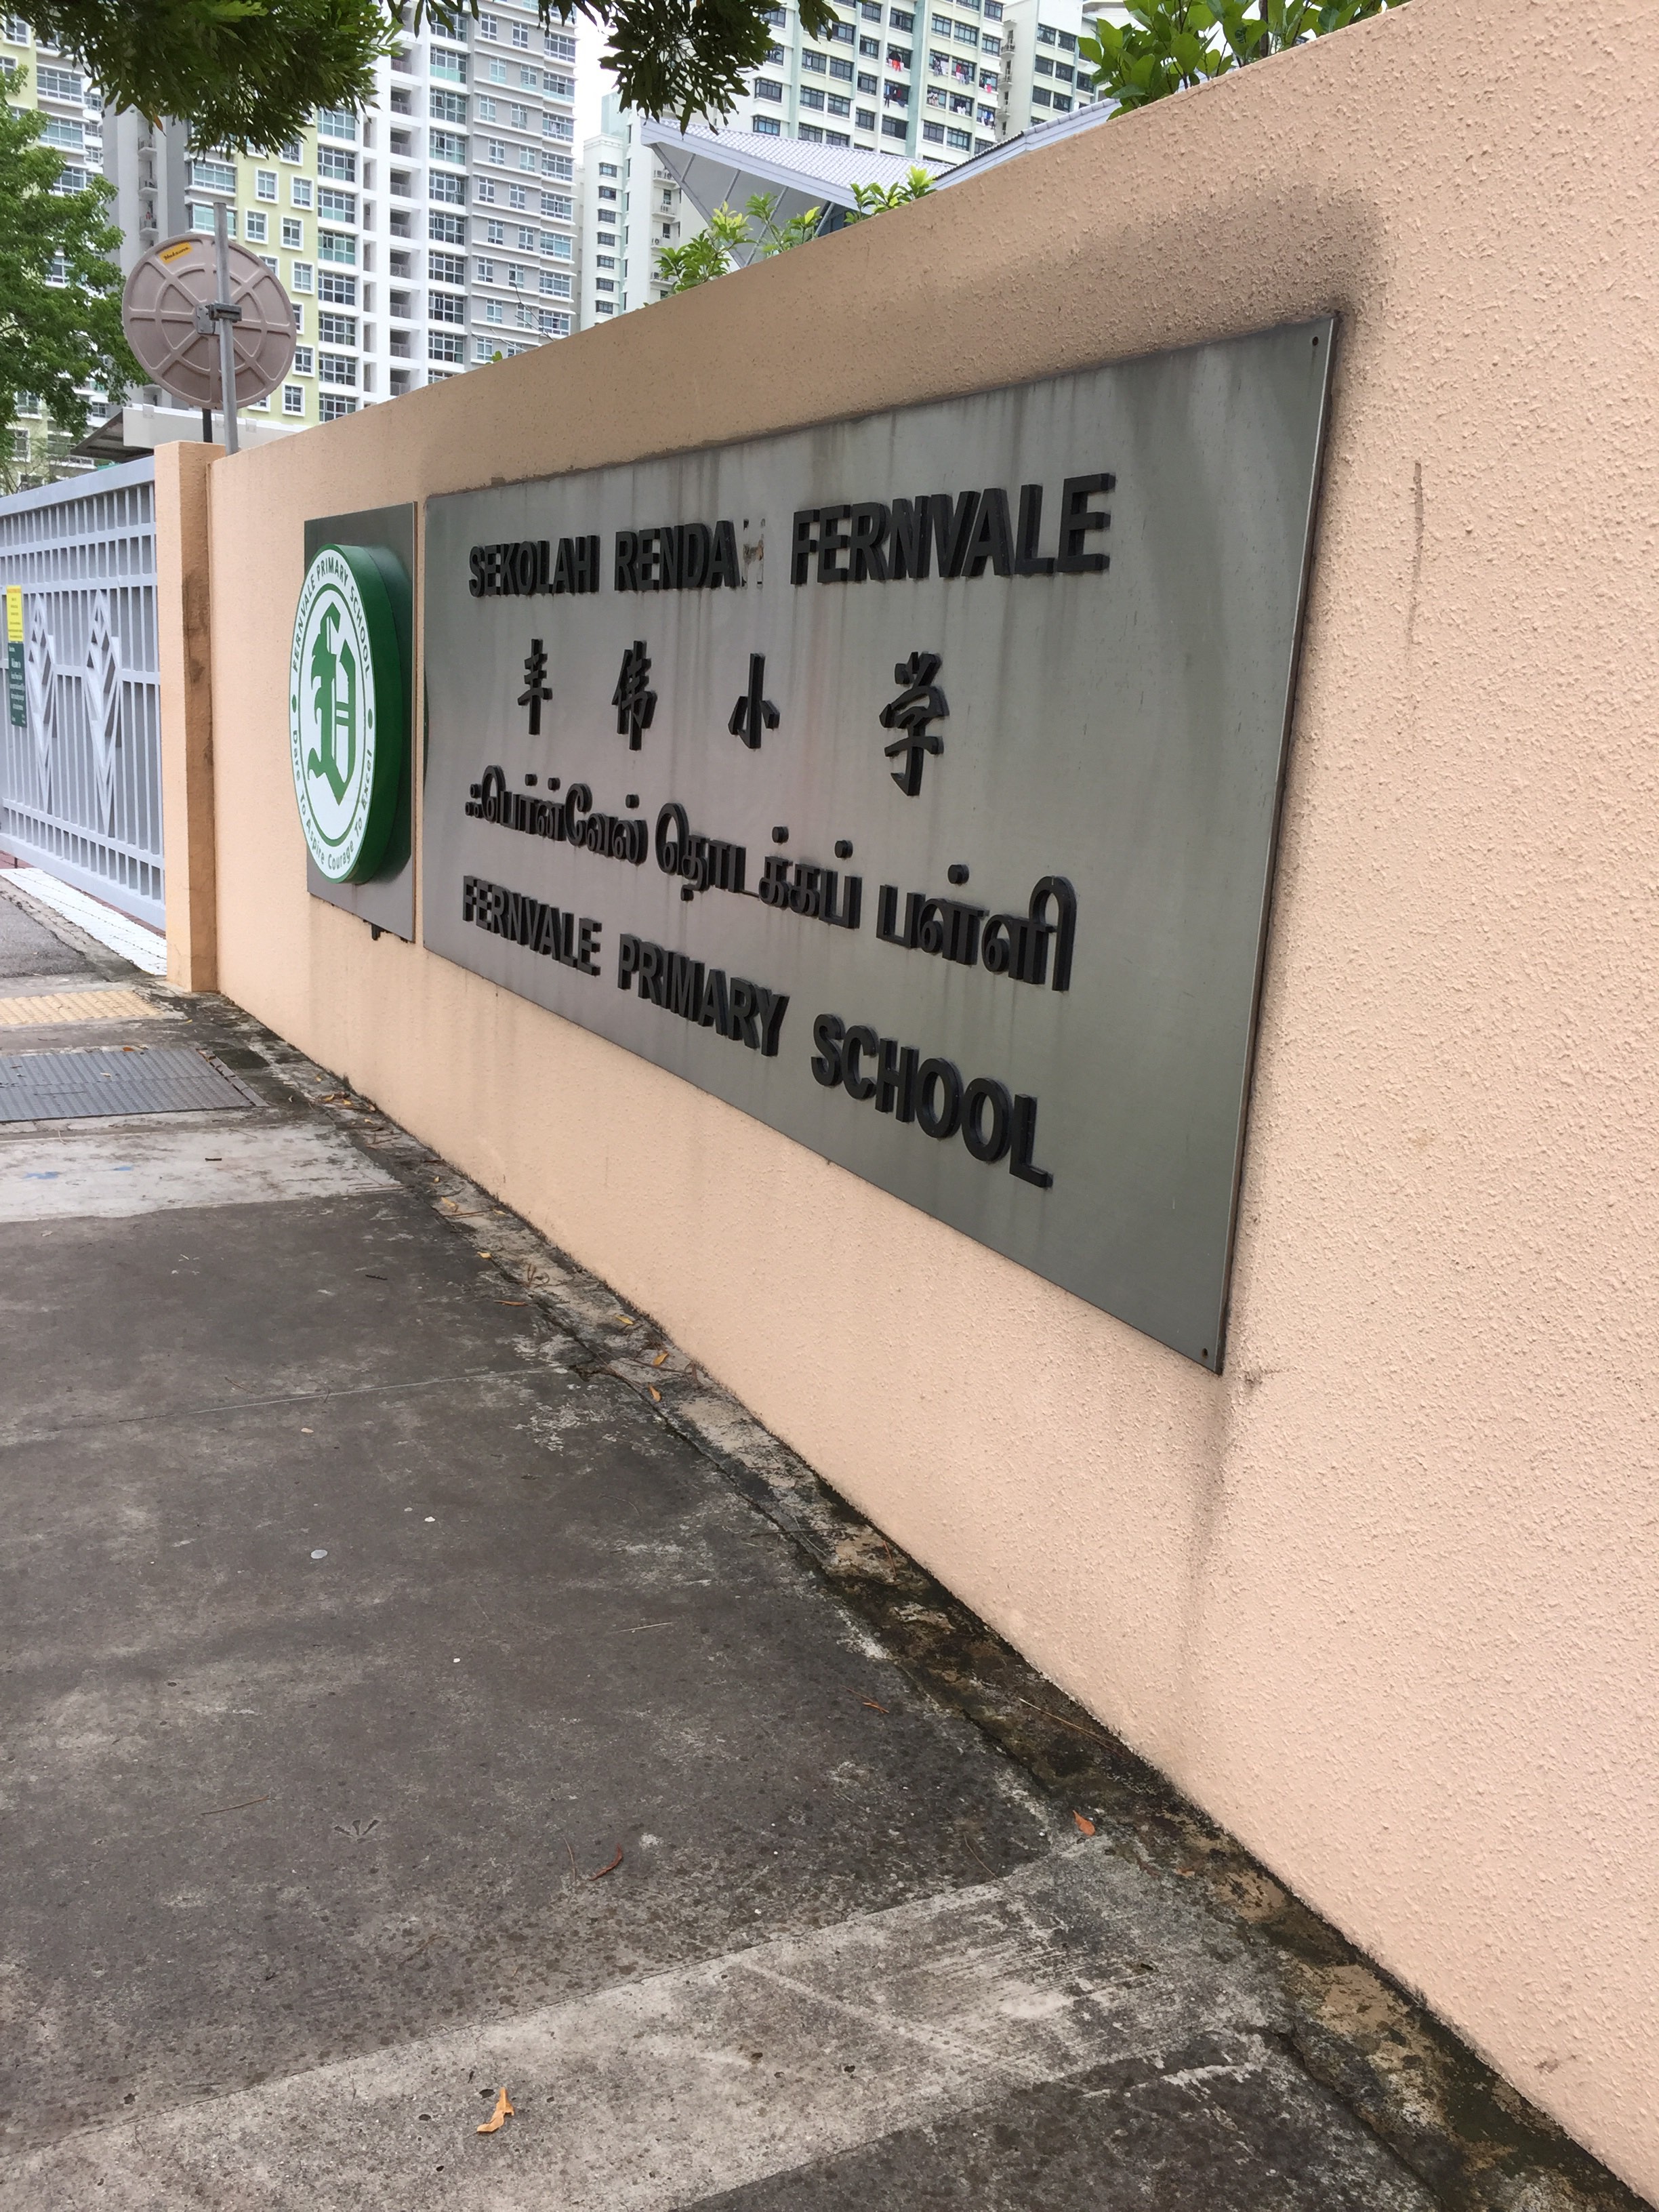 FERNVALE PRIMARY SCHOOL
Dare To Aspire Courage To Excel
SEKOLAH RENDA FERNVALE
丰伟小学
ஃபெர்ன்வேல் தொடக்கப் பள்ளி
FERNVALE PRIMARY SCHOOL